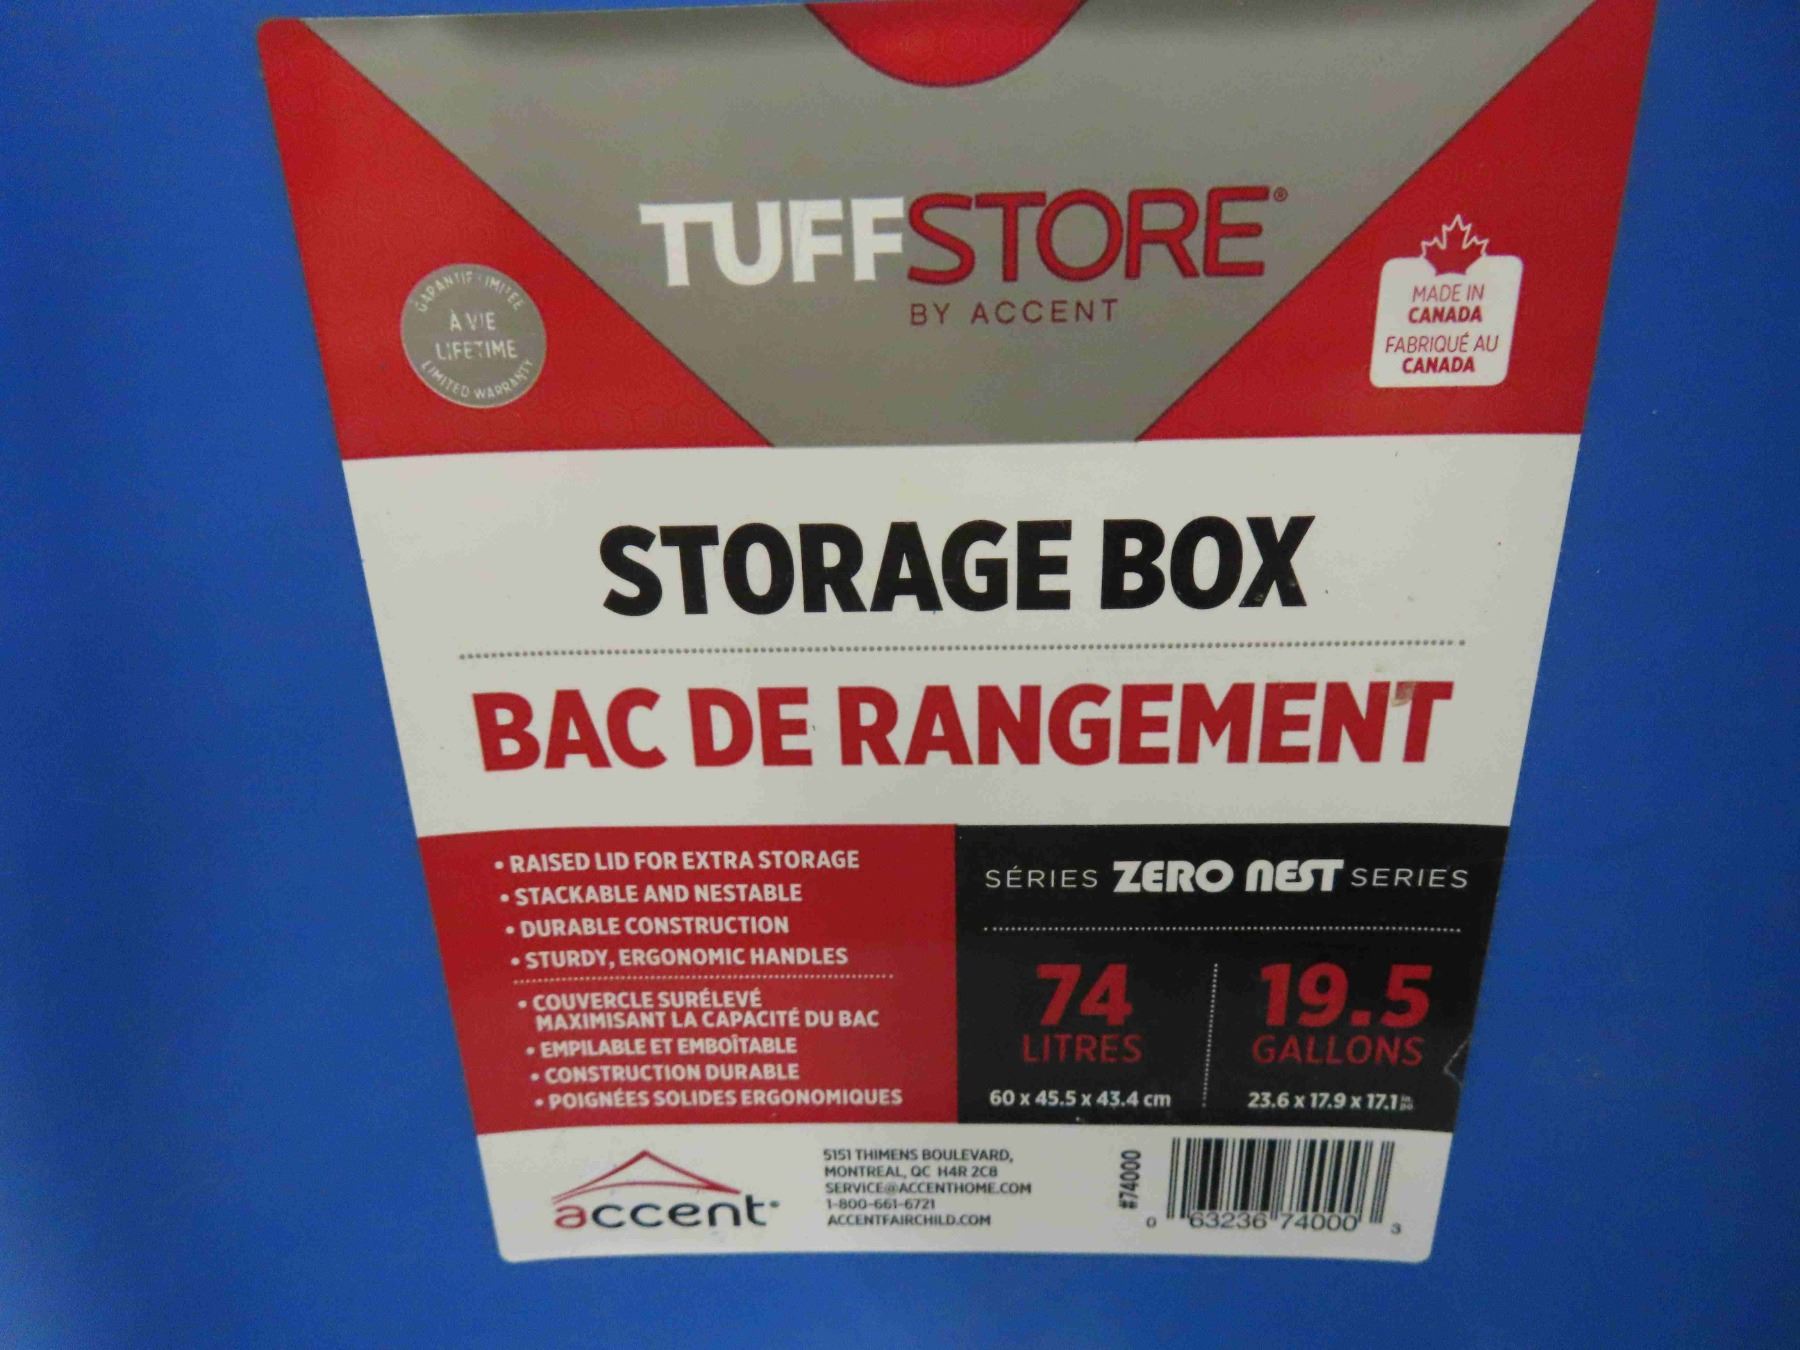 TUFFSTORE®
BY ACCENT
GARANTIE LIMITÉE
À VIE
LIFETIME
LIMITED WARRANTY
MADE IN
CANADA
FABRIQUÉ AU
CANADA
STORAGE BOX
BAC DE RANGEMENT
• RAISED LID FOR EXTRA STORAGE
• STACKABLE AND NESTABLE
• DURABLE CONSTRUCTION
• STURDY, ERGONOMIC HANDLES
• COUVERCLE SURÉLEVÉ
MAXIMISANT LA CAPACITÉ DU BAC
• EMPILABLE ET EMBOÎTABLE
• CONSTRUCTION DURABLE
• POIGNÉES SOLIDES ERGONOMIQUES
SÉRIES ZERO NEST SERIES
74
LITRES
60 x 45.5 x 43.4 cm
19.5
GALLONS
23.6 x 17.9 x 17.1 in. po
accent
5151 THIMENS BOULEVARD,
MONTREAL, QC H4R 2C8
SERVICE@ACCENTHOME.COM
1-800-661-6721
ACCENTFAIRCHILD.COM
#74000
0 63236 74000 3